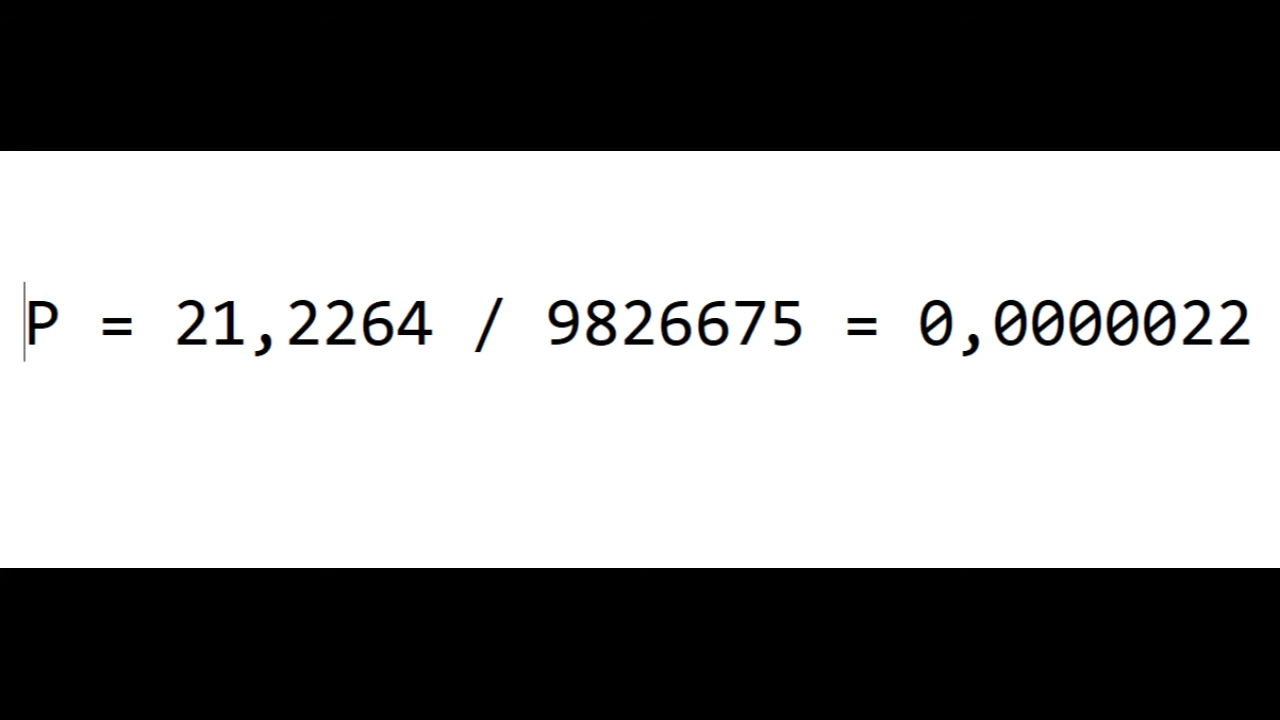 P = 21,2264 / 9826675 = 0,0000022